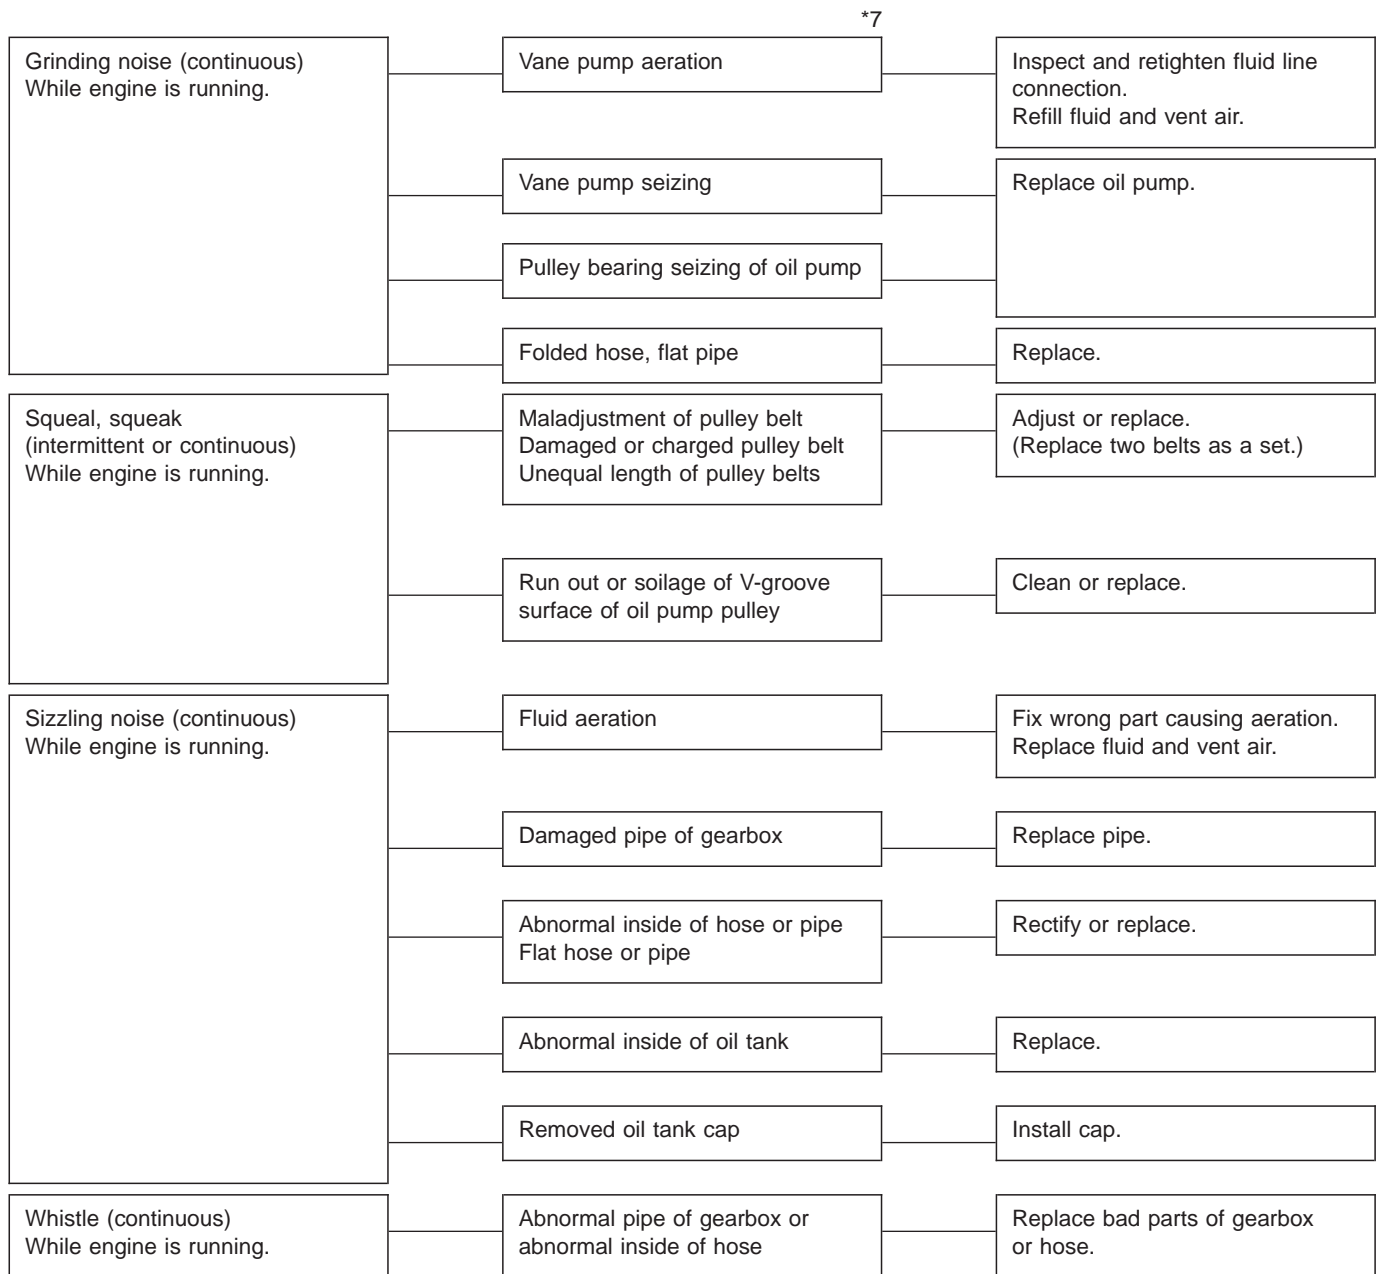 *7
Grinding noise (continuous)
While engine is running.
Vane pump aeration
Inspect and retighten fluid line
connection.
Refill fluid and vent air.
Vane pump seizing
Replace oil pump.
Pulley bearing seizing of oil pump
Folded hose, flat pipe
Replace.
Squeal, squeak
(intermittent or continuous)
While engine is running.
Maladjustment of pulley belt
Damaged or charged pulley belt
Unequal length of pulley belts
Adjust or replace.
(Replace two belts as a set.)
Run out or soilage of V-groove
surface of oil pump pulley
Clean or replace.
Sizzling noise (continuous)
While engine is running.
Fluid aeration
Fix wrong part causing aeration.
Replace fluid and vent air.
Damaged pipe of gearbox
Replace pipe.
Abnormal inside of hose or pipe
Flat hose or pipe
Rectify or replace.
Abnormal inside of oil tank
Replace.
Removed oil tank cap
Install cap.
Whistle (continuous)
While engine is running.
Abnormal pipe of gearbox or
abnormal inside of hose
Replace bad parts of gearbox
or hose.